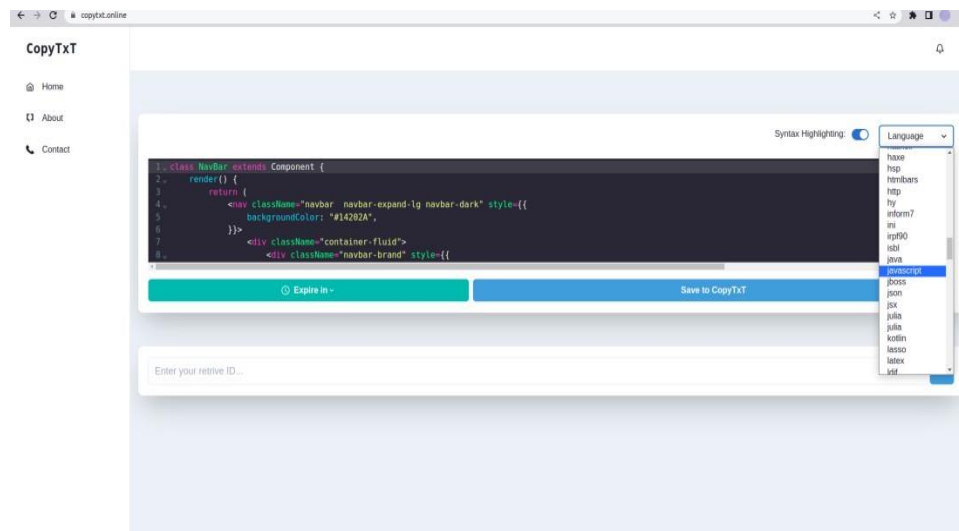 copytxt.online
CopyTxT
Home
About
Contact
Syntax Highlighting:
Language
haxe
hsp
htmlbars
http
hy
inform7
ini
irpf90
isbl
java
javascript
jboss
json
jsx
julia
julia
kotlin
lasso
latex
ldif
1 class NavBar extends Component {
2 render() {
3 return (
4 <nav className="navbar  navbar-expand-lg navbar-dark" style={{
5 backgroundColor: "#14202A",
6 }}>
7 <div className="container-fluid">
8 <div className="navbar-brand" style={{
Expire in
Save to CopyTxT
Enter your retrive ID...